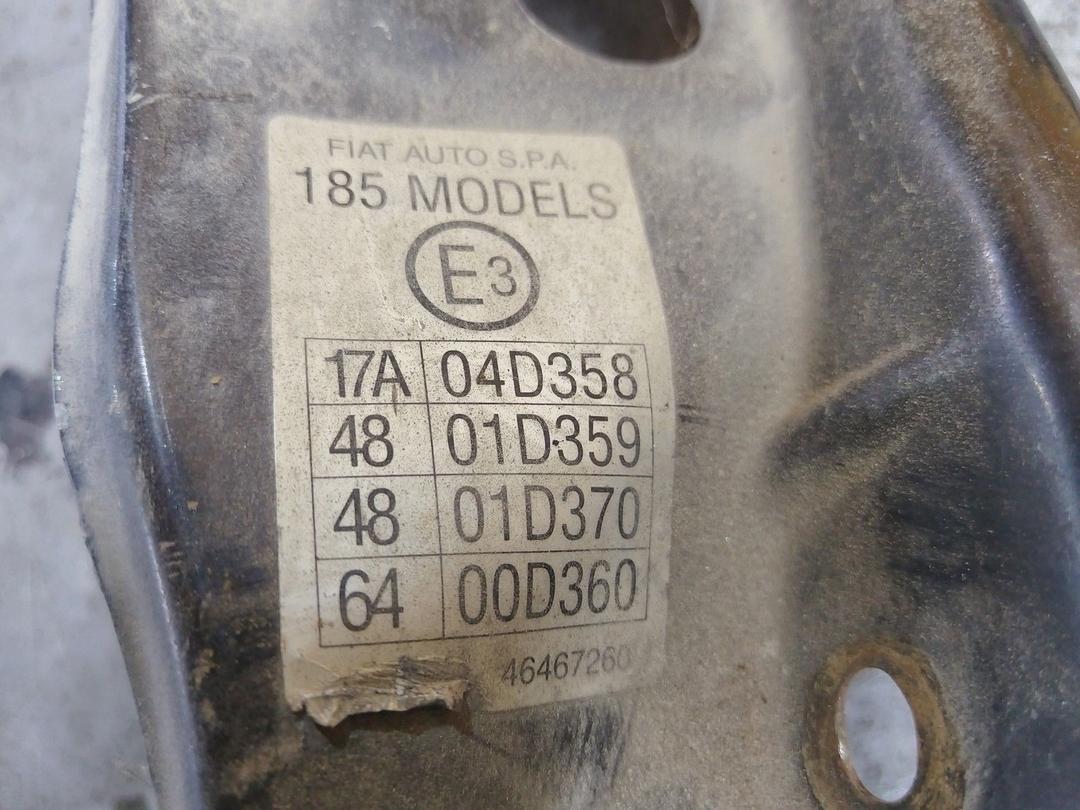 FIAT AUTO S.P.A.
185 MODELS
E3
17A 04D358
48 01D359
48 01D370
64 00D360
46467260